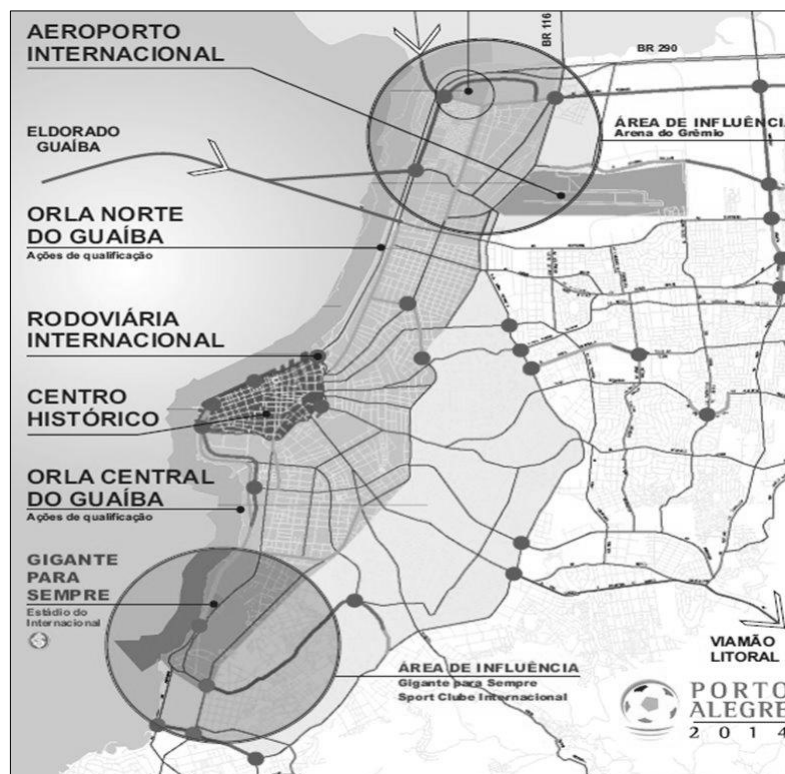 AEROPORTO
INTERNACIONAL
BR 116
BR 290
ELDORADO
GUAÍBA
ÁREA DE INFLUÊNCIA
Arena do Grêmio
ORLA NORTE
DO GUAÍBA
Ações de qualificação
RODOVIÁRIA
INTERNACIONAL
CENTRO
HISTÓRICO
ORLA CENTRAL
DO GUAÍBA
Ações de qualificação
GIGANTE
PARA
SEMPRE
Estádio do
Internacional
ÁREA DE INFLUÊNCIA
Gigante para Sempre
Sport Clube Internacional
VIAMÃO
LITORAL
PORTO
ALEGRE
2014